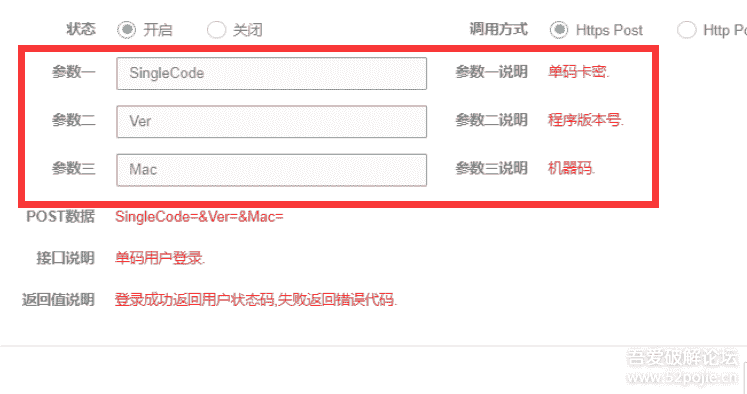 状态 开启 关闭 调用方式 Https Post Http Po
参数一 SingleCode 参数一说明 单码卡密.
参数二 Ver 参数二说明 程序版本号.
参数三 Mac 参数三说明 机器码.
POST数据 SingleCode=&Ver=&Mac=
接口说明 单码用户登录.
返回值说明 登录成功返回用户状态码,失败返回错误代码.
吾爱破解论坛
www.52pojie.cn